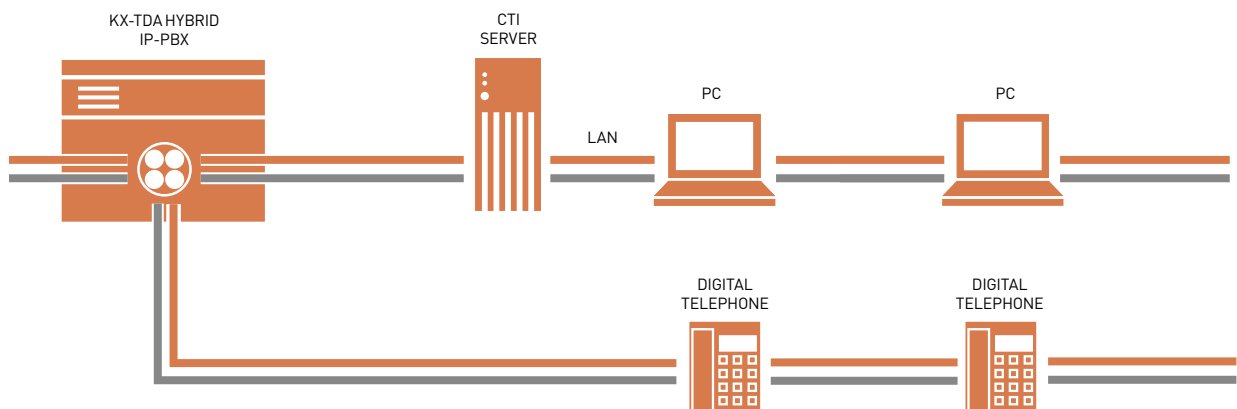 KX-TDA HYBRID
IP-PBX
CTI
SERVER
PC
PC
LAN
DIGITAL
TELEPHONE
DIGITAL
TELEPHONE